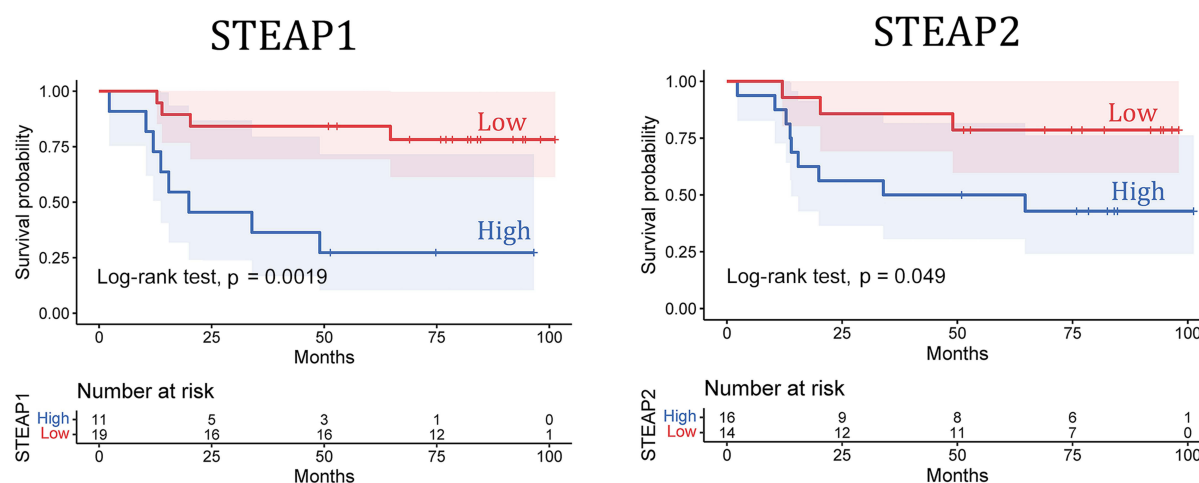 STEAP1
Survival probability
1.00
0.75
0.50
0.25
0.00
Low
High
Log-rank test, p = 0.0019
0 25 50 75 100
Months
Number at risk
STEAP1
High 11 5 3 1 0
Low 19 16 16 12 1
0 25 50 75 100
Months
STEAP2
Survival probability
1.00
0.75
0.50
0.25
0.00
Low
High
Log-rank test, p = 0.049
0 25 50 75 100
Months
Number at risk
STEAP2
High 16 9 8 6 1
Low 14 12 11 7 0
0 25 50 75 100
Months